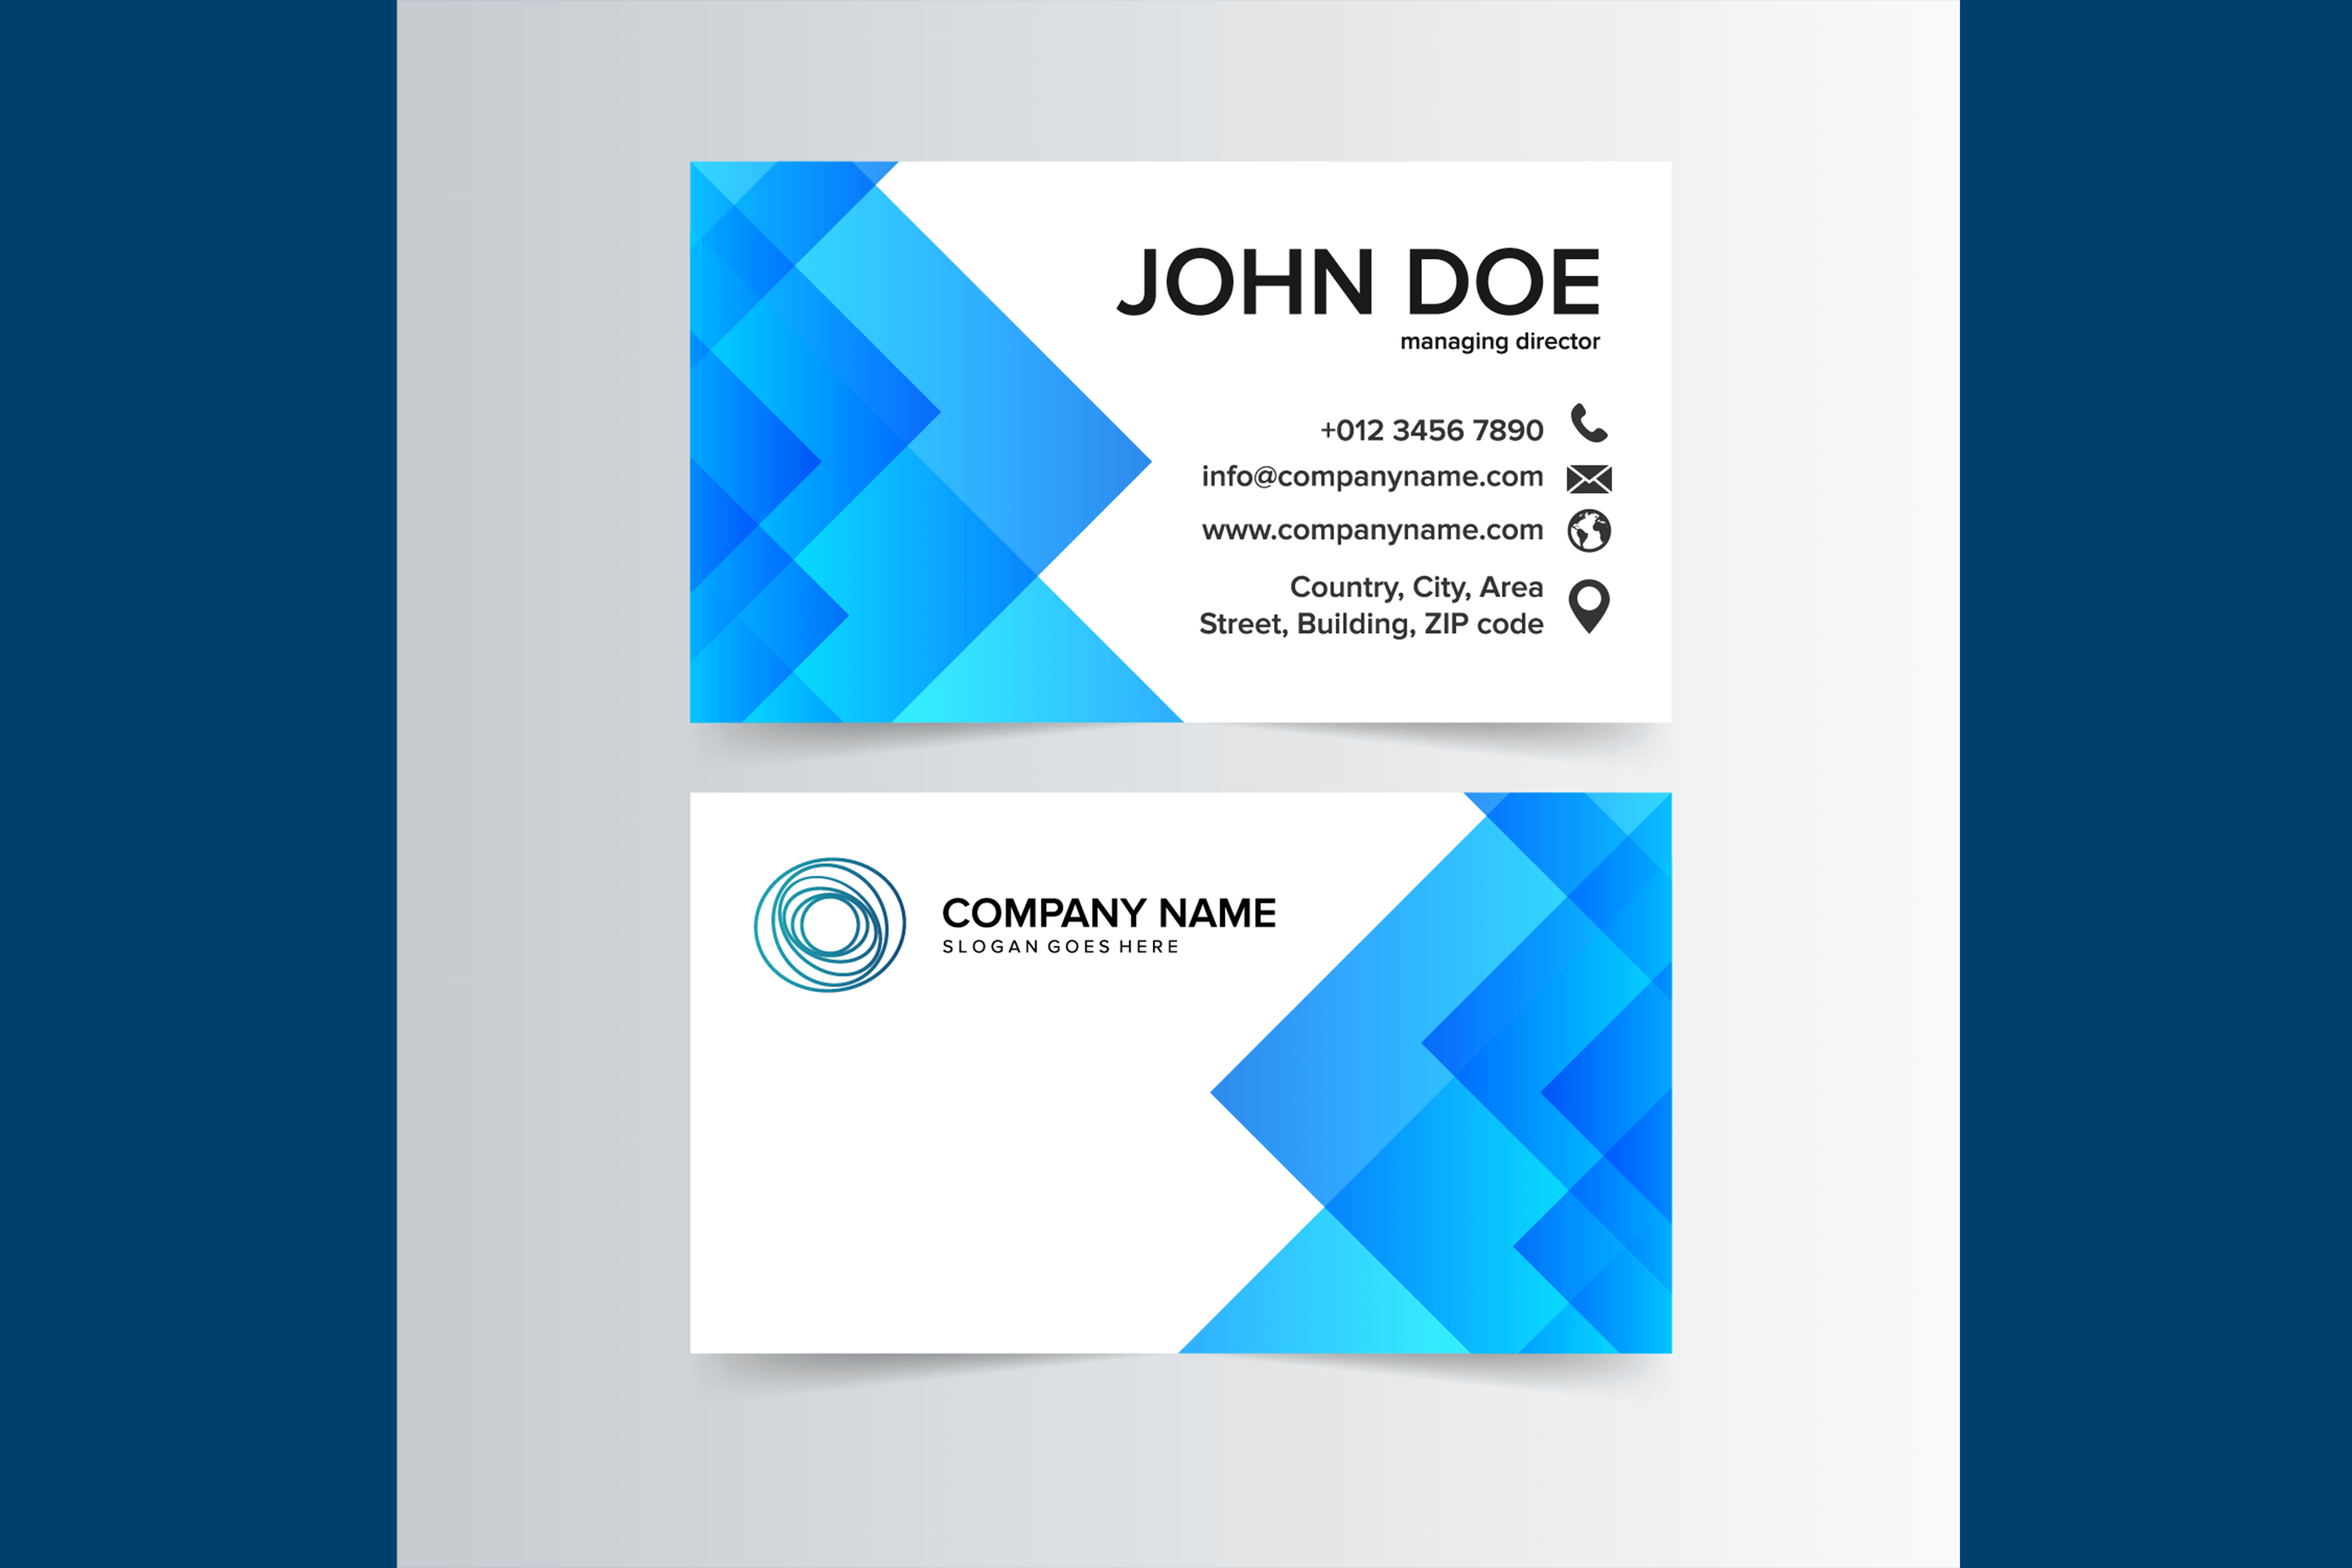 JOHN DOE
managing director
+012 3456 7890
info@companyname.com
www.companyname.com
Country, City, Area
Street, Building, ZIP code
COMPANY NAME
SLOGAN GOES HERE